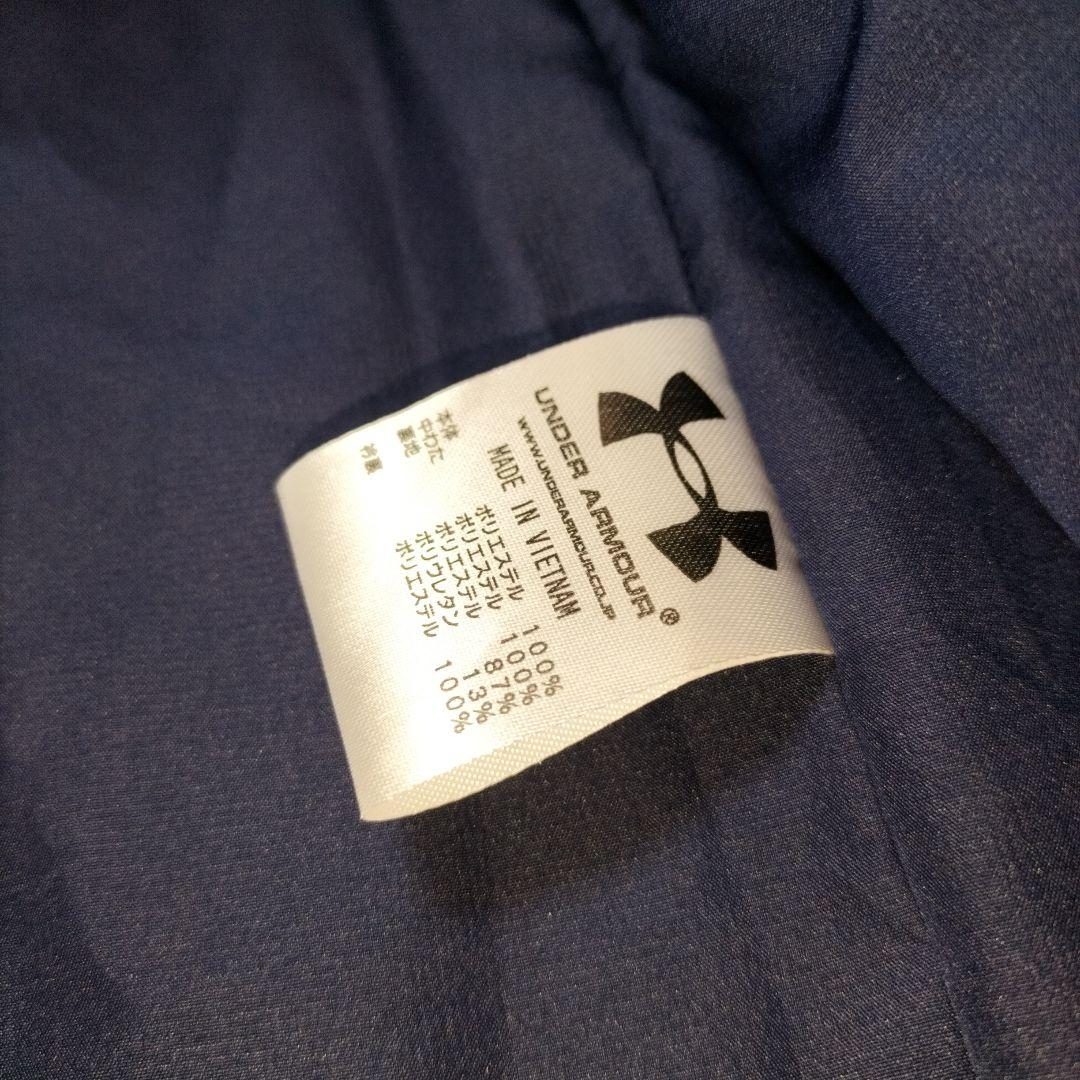 UNDER ARMOUR®
WWW.UNDERARMOUR.CO.JP
MADE IN VIETNAM
本体 ポリエステル 100%
中わた ポリエステル 100%
裏地 ポリエステル 87%
ポリウレタン 13%
衿裏 ポリエステル 100%